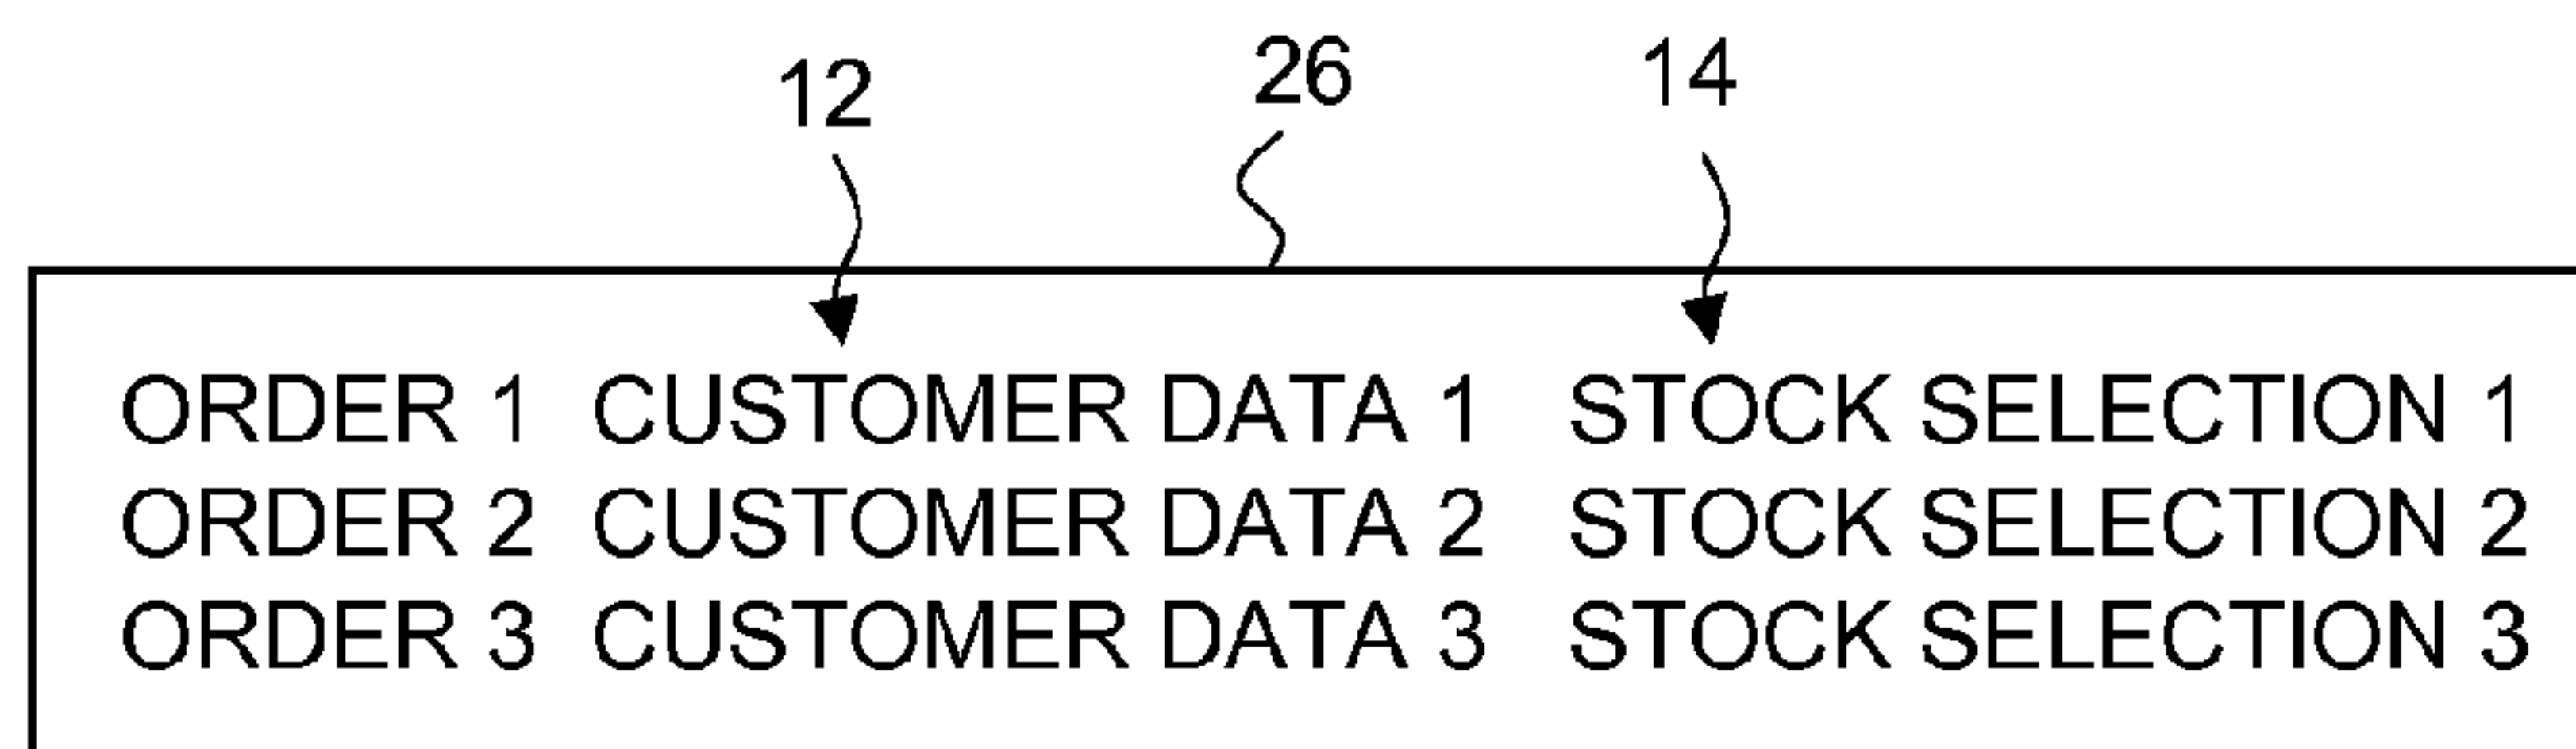 12 26 14
ORDER 1 CUSTOMER DATA 1 STOCK SELECTION 1
ORDER 2 CUSTOMER DATA 2 STOCK SELECTION 2
ORDER 3 CUSTOMER DATA 3 STOCK SELECTION 3